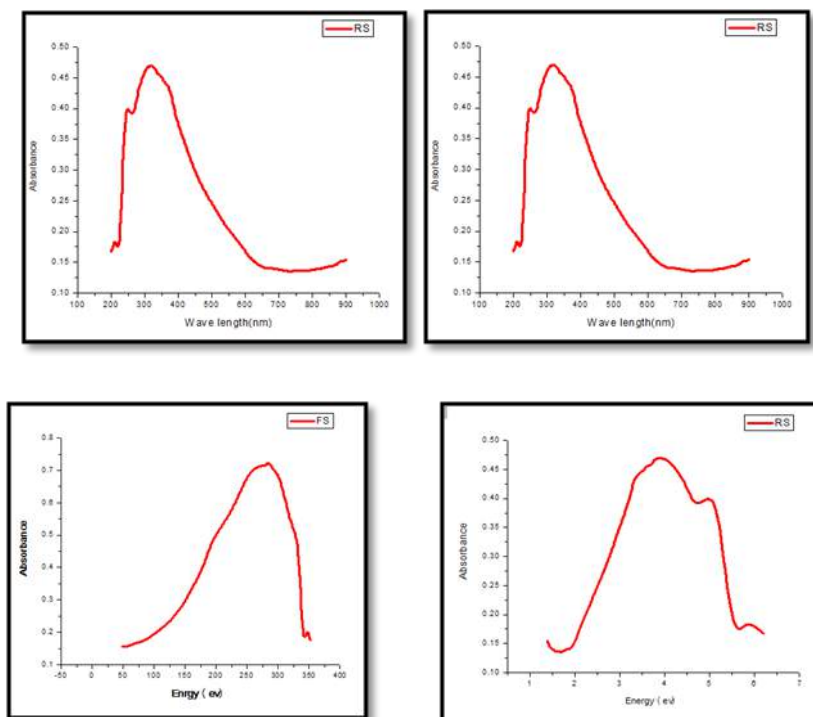 RS
0.50
0.45
0.40
0.35
0.30
0.25
0.20
0.15
0.10
Absorbance
100 200 300 400 500 600 700 800 900 1000
Wave length(nm)
RS
0.50
0.45
0.40
0.35
0.30
0.25
0.20
0.15
0.10
Absorbance
100 200 300 400 500 600 700 800 900 1000
Wave length(nm)
FS
0.8
0.7
0.6
0.5
0.4
0.3
0.2
0.1
Absorbance
-50 0 50 100 150 200 250 300 350 400
Enrgy ( ev)
RS
0.50
0.45
0.40
0.35
0.30
0.25
0.20
0.15
0.10
Absorbance
1 2 3 4 5 6 7
Energy ( ev)